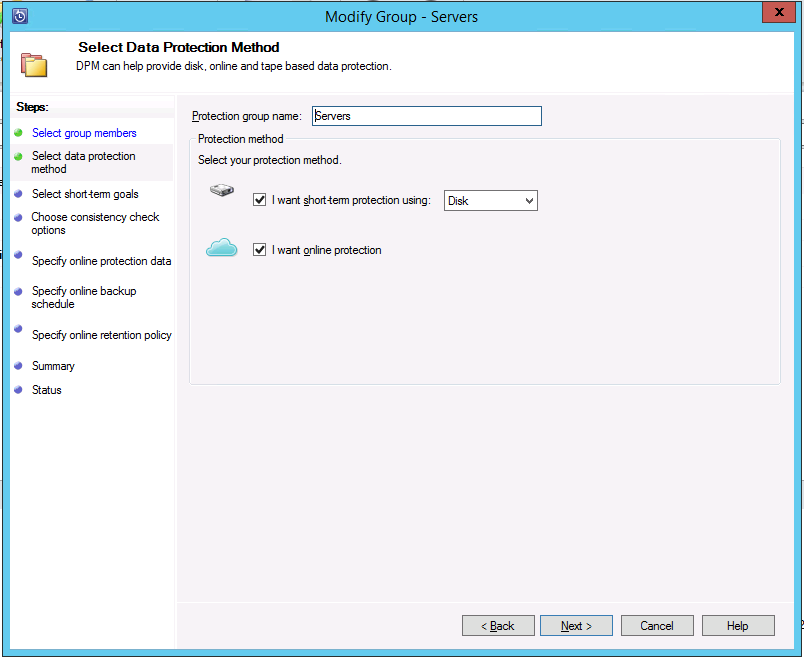 Modify Group - Servers
x
Select Data Protection Method
DPM can help provide disk, online and tape based data protection.
Steps:
Select group members
Select data protection
method
Select short-term goals
Choose consistency check
options
Specify online protection data
Specify online backup
schedule
Specify online retention policy
Summary
Status
Protection group name: Servers
Protection method
Select your protection method.
I want short-term protection using: Disk
I want online protection
< Back Next > Cancel Help